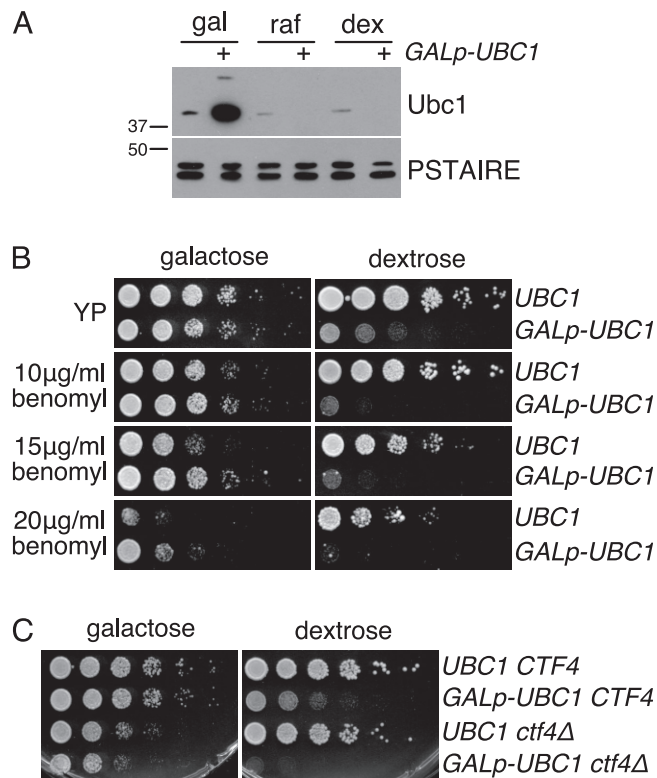 A
gal raf dex
+ + + GALp-UBC1
Ubc1
37
50
PSTAIRE
B
galactose dextrose
YP
UBC1
GALp-UBC1
10µg/ml
benomyl
UBC1
GALp-UBC1
15µg/ml
benomyl
UBC1
GALp-UBC1
20µg/ml
benomyl
UBC1
GALp-UBC1
C
galactose dextrose
UBC1 CTF4
GALp-UBC1 CTF4
UBC1 ctf4Δ
GALp-UBC1 ctf4Δ